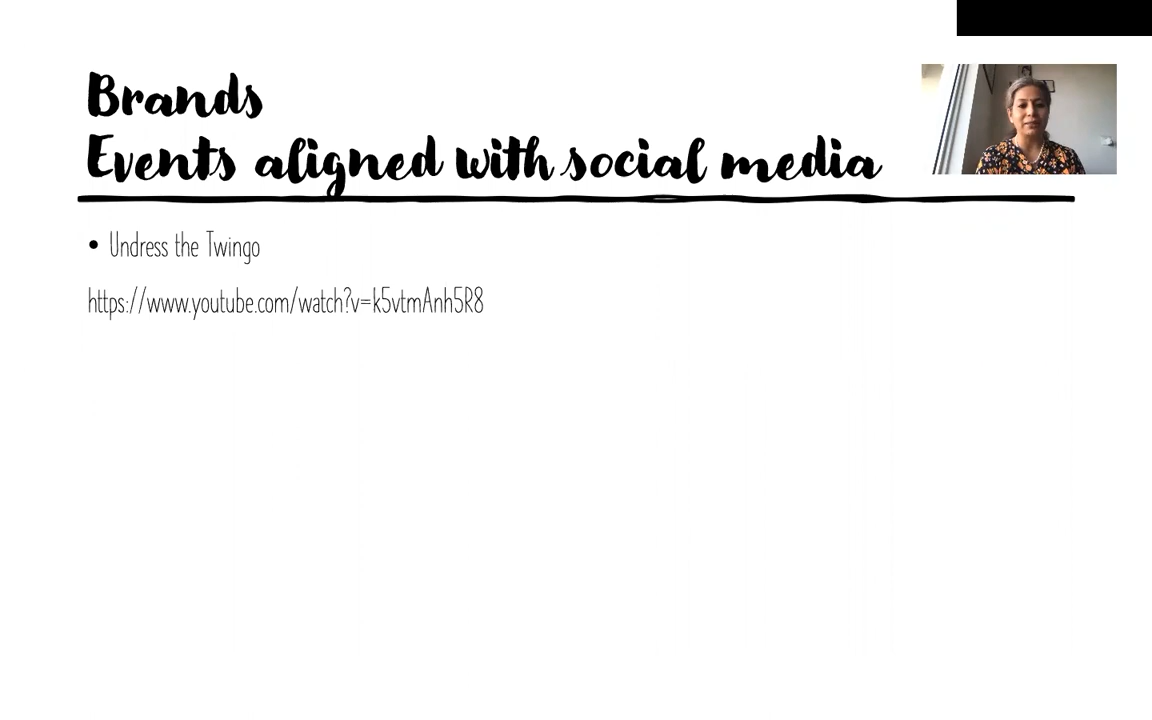 Brands
Events aligned with social media
• Undress the Twingo
https://www.youtube.com/watch?v=k5vtmAnh5R8